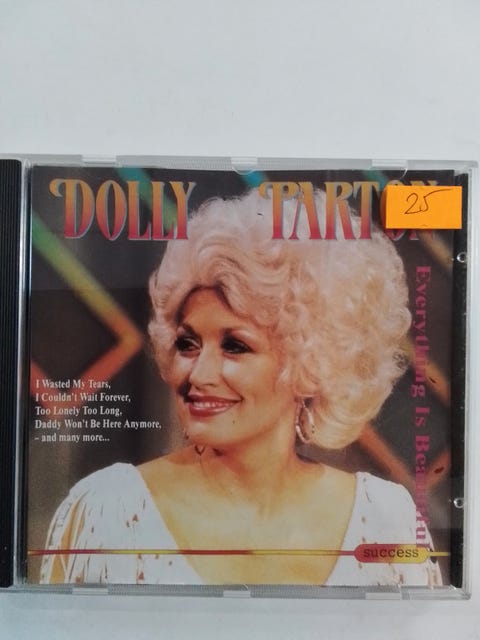 DOLLY PARTON
25
Everything Is Beautiful
I Wasted My Tears,
I Couldn't Wait Forever,
Too Lonely Too Long,
Daddy Won't Be Here Anymore,
– and many more...
success